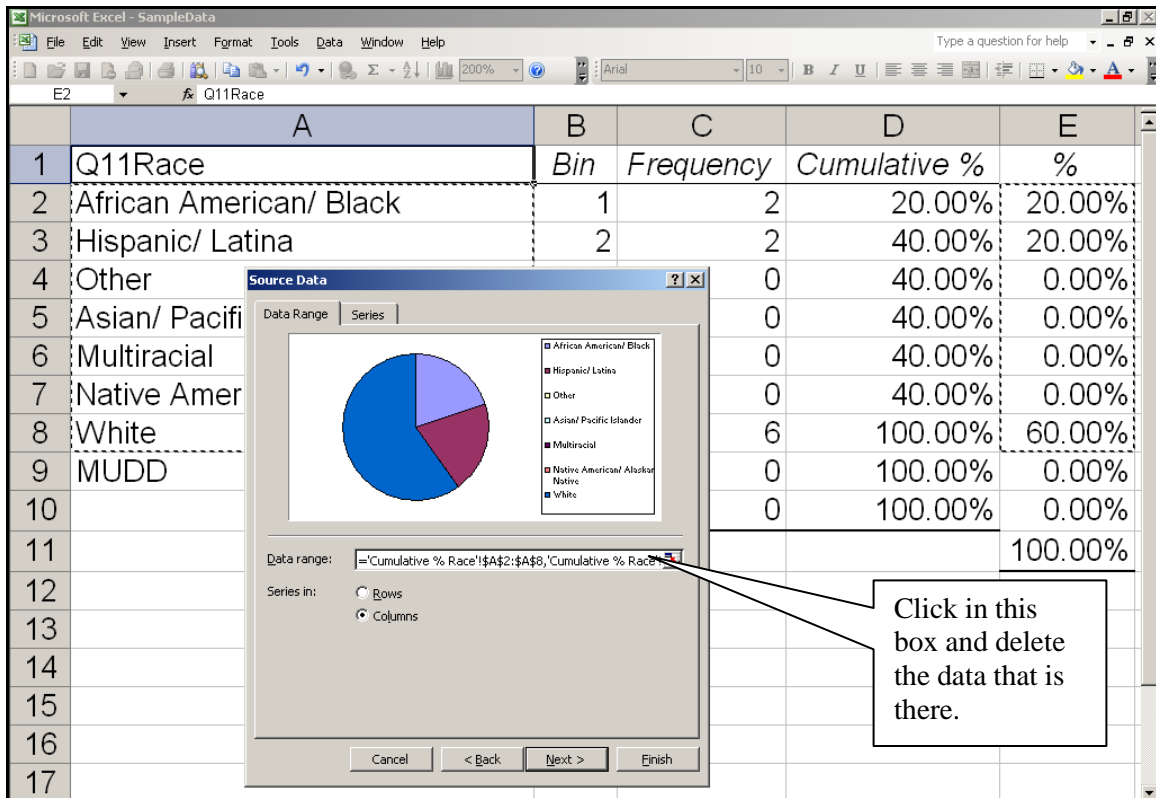 Microsoft Excel - SampleData
File Edit View Insert Format Tools Data Window Help Type a question for help
200% Arial 10 B I U A
E2 fx Q11Race
A B C D E
1 Q11Race Bin Frequency Cumulative % %
2 African American/ Black 1 2 20.00% 20.00%
3 Hispanic/ Latina 2 2 40.00% 20.00%
4 Other 0 40.00% 0.00%
5 Asian/ Pacifi 0 40.00% 0.00%
6 Multiracial 0 40.00% 0.00%
7 Native Amer 0 40.00% 0.00%
8 White 6 100.00% 60.00%
9 MUDD 0 100.00% 0.00%
10 0 100.00% 0.00%
11 100.00%
12
13
14
15
16
17
Source Data
Data Range Series
African American/ Black
Hispanic/ Latina
Other
Asian/ Pacific Islander
Multiracial
Native American/ Alaskan
Native
White
Data range: ='Cumulative % Race'!$A$2:$A$8,'Cumulative % Race'!
Series in: Rows
Columns
Cancel < Back Next > Finish
Click in this
box and delete
the data that is
there.